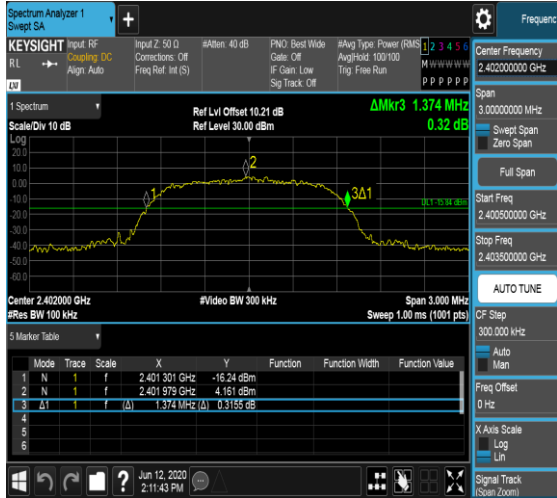 Spectrum Analyzer 1
Swept SA
+
Frequenc
KEYSIGHT
RL
LXI
Input: RF
Coupling: DC
Align: Auto
Input Z: 50 Ω
Corrections: Off
Freq Ref: Int (S)
#Atten: 40 dB
PNO: Best Wide
Gate: Off
IF Gain: Low
Sig Track: Off
#Avg Type: Power (RMS
Avg|Hold: 100/100
Trig: Free Run
1 2 3 4 5 6
M W W W W W
P P P P P P
Center Frequency
2.402000000 GHz
Span
3.00000000 MHz
Swept Span
Zero Span
Full Span
Start Freq
2.400500000 GHz
Stop Freq
2.403500000 GHz
AUTO TUNE
CF Step
300.000 kHz
Auto
Man
Freq Offset
0 Hz
X Axis Scale
Log
Lin
Signal Track
(Span Zoom)
1 Spectrum
Scale/Div 10 dB
Log
Ref Lvl Offset 10.21 dB
Ref Level 30.00 dBm
ΔMkr3 1.374 MHz
0.32 dB
20.0
10.0
0.00
-10.0
-20.0
-30.0
-40.0
-50.0
-60.0
1
2
3Δ1
DL1 -15.84 dBm
Center 2.402000 GHz
#Res BW 100 kHz
#Video BW 300 kHz
Span 3.000 MHz
Sweep 1.00 ms (1001 pts)
5 Marker Table
Mode Trace Scale X Y Function Function Width Function Value
1 N 1 f 2.401 301 GHz -16.24 dBm
2 N 1 f 2.401 979 GHz 4.161 dBm
3 Δ1 1 f (Δ) 1.374 MHz (Δ) 0.3155 dB
4
5
6
?
Jun 12, 2020
2:11:43 PM